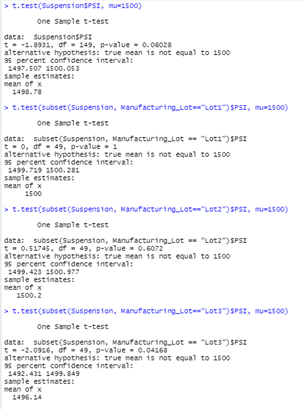 > t.test(Suspension$PSI, mu=1500)
One Sample t-test
data: Suspension$PSI
t = -1.8931, df = 149, p-value = 0.06028
alternative hypothesis: true mean is not equal to 1500
95 percent confidence interval:
1497.507 1500.053
sample estimates:
mean of x
1498.78
> t.test(subset(Suspension, Manufacturing_Lot=="Lot1")$PSI, mu=1500)
One Sample t-test
data: subset(Suspension, Manufacturing_Lot == "Lot1")$PSI
t = 0, df = 49, p-value = 1
alternative hypothesis: true mean is not equal to 1500
95 percent confidence interval:
1499.719 1500.281
sample estimates:
mean of x
1500
> t.test(subset(Suspension, Manufacturing_Lot=="Lot2")$PSI, mu=1500)
One Sample t-test
data: subset(Suspension, Manufacturing_Lot == "Lot2")$PSI
t = 0.51745, df = 49, p-value = 0.6072
alternative hypothesis: true mean is not equal to 1500
95 percent confidence interval:
1499.423 1500.977
sample estimates:
mean of x
1500.2
> t.test(subset(Suspension, Manufacturing_Lot=="Lot3")$PSI, mu=1500)
One Sample t-test
data: subset(Suspension, Manufacturing_Lot == "Lot3")$PSI
t = -2.0916, df = 49, p-value = 0.04168
alternative hypothesis: true mean is not equal to 1500
95 percent confidence interval:
1492.431 1499.849
sample estimates:
mean of x
1496.14